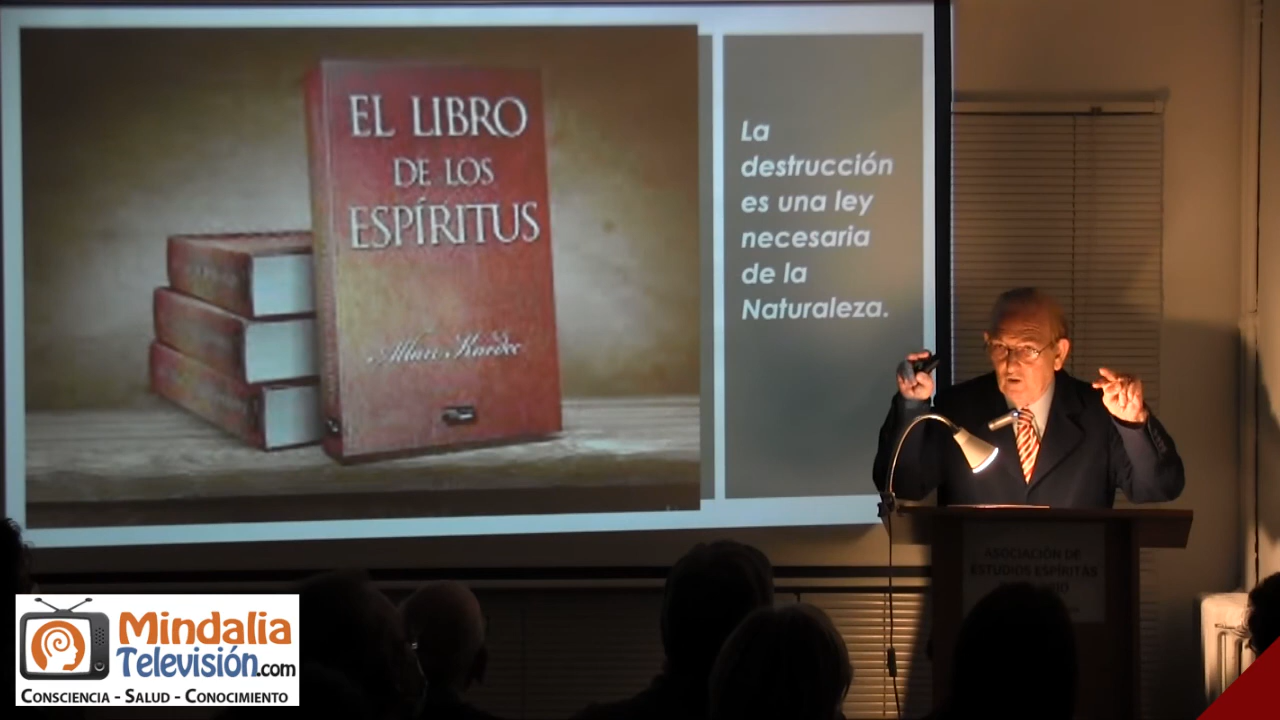 EL LIBRO
DE LOS
ESPÍRITUS
Allan Kardec
La
destrucción
es una ley
necesaria
de la
Naturaleza.
ASOCIACIÓN DE
ESTUDIOS ESPÍRITAS
Mindalia
Televisión.com
CONSCIENCIA - SALUD - CONOCIMIENTO